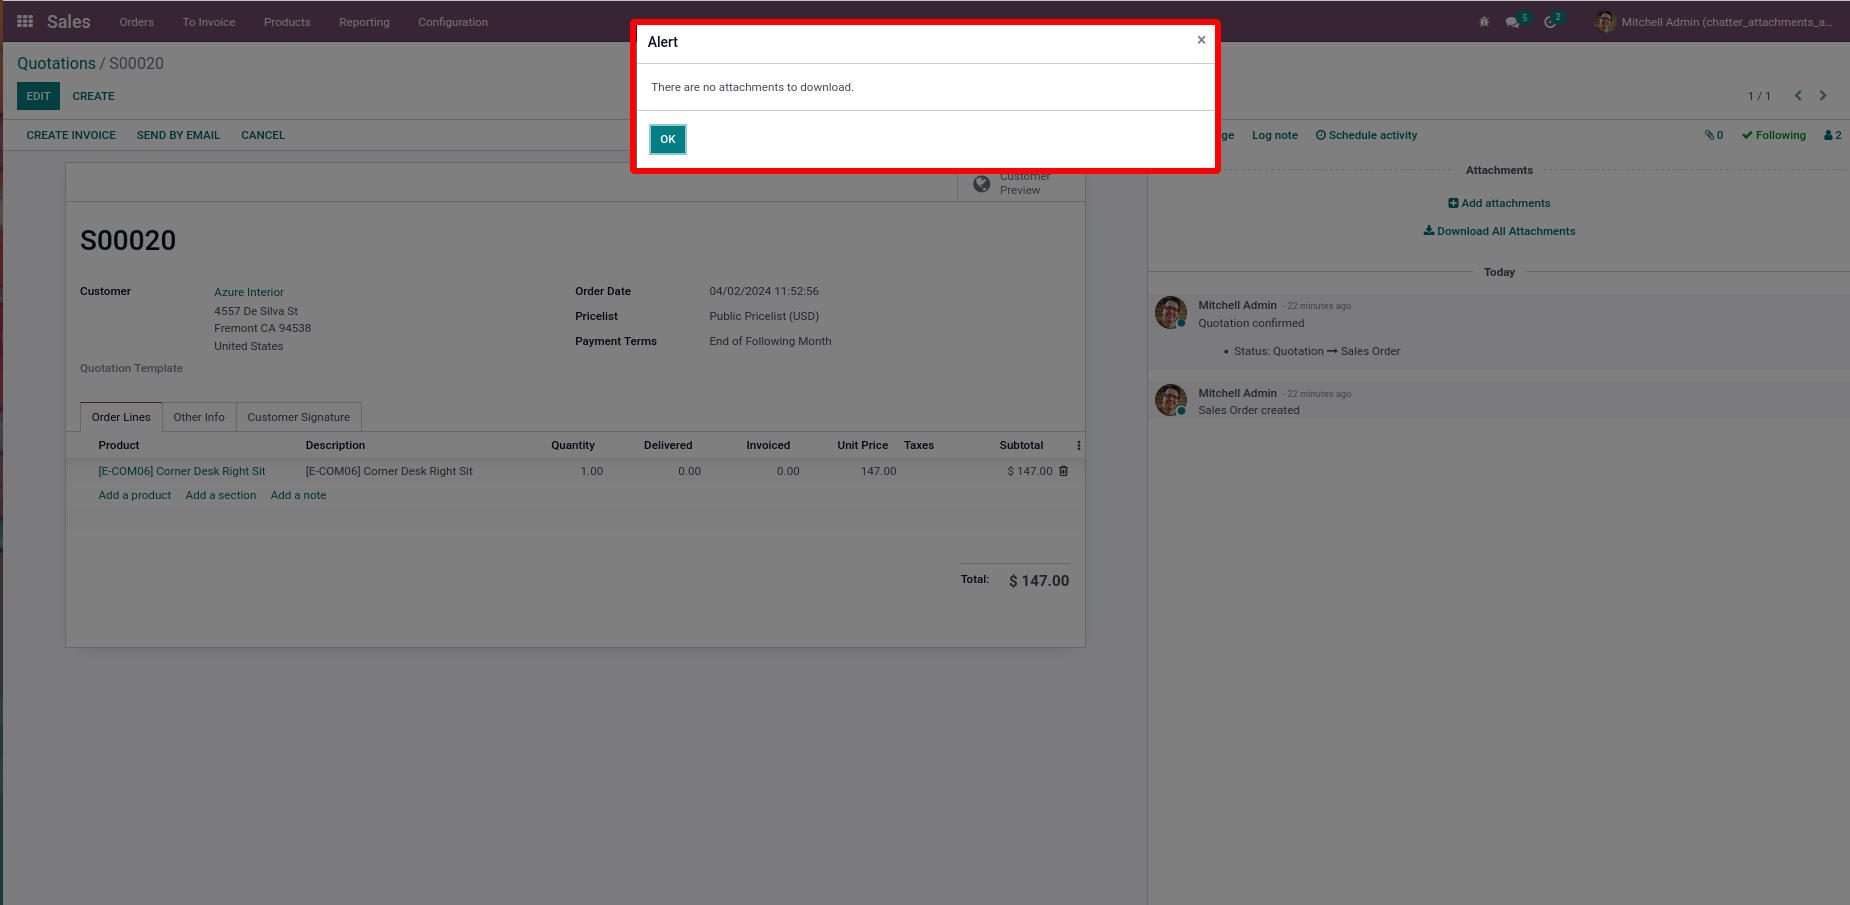 Sales Orders To Invoice Products Reporting Configuration
5 2 Mitchell Admin (chatter_attachments_a...
Alert ×
There are no attachments to download.
OK
Quotations / S00020
EDIT CREATE
1 / 1
CREATE INVOICE SEND BY EMAIL CANCEL
ge Log note Schedule activity 0 Following 2
Customer
Preview
S00020
Customer Azure Interior
4557 De Silva St
Fremont CA 94538
United States
Quotation Template
Order Date 04/02/2024 11:52:56
Pricelist Public Pricelist (USD)
Payment Terms End of Following Month
Order Lines Other Info Customer Signature
Product Description Quantity Delivered Invoiced Unit Price Taxes Subtotal
[E-COM06] Corner Desk Right Sit [E-COM06] Corner Desk Right Sit 1.00 0.00 0.00 147.00 $ 147.00
Add a product Add a section Add a note
Total: $ 147.00
Attachments
Add attachments
Download All Attachments
Today
Mitchell Admin - 22 minutes ago
Quotation confirmed
• Status: Quotation → Sales Order
Mitchell Admin - 22 minutes ago
Sales Order created